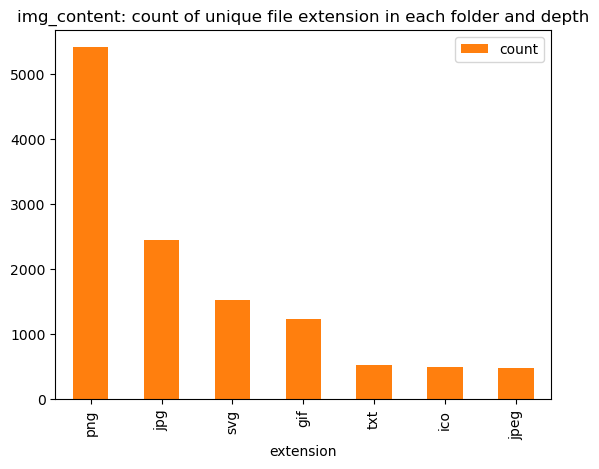 img_content: count of unique file extension in each folder and depth
count
5000
4000
3000
2000
1000
0
png
jpg
svg
gif
txt
ico
jpeg
extension